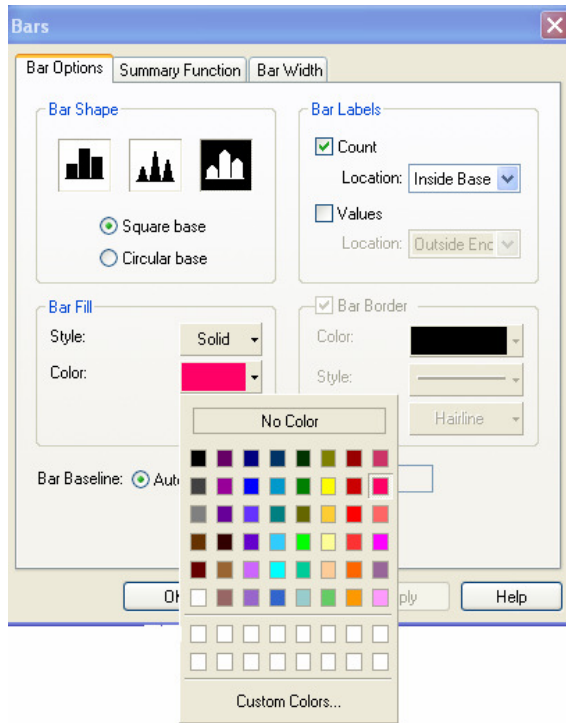 Bars
Bar Options Summary Function Bar Width
Bar Shape
Square base
Circular base
Bar Labels
Count
Location: Inside Base
Values
Location: Outside Enc
Bar Fill
Style: Solid
Color:
Bar Border
Color:
Style:
Hairline
No Color
Bar Baseline: Aut
Help
Custom Colors...